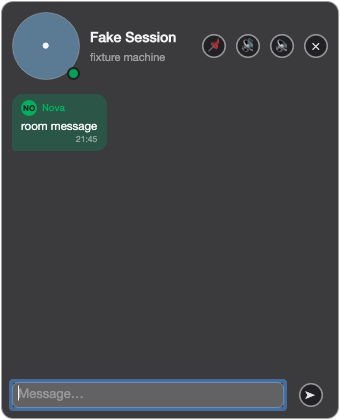 Fake Session
fixture machine
NO Nova
room message
21:45
Message…